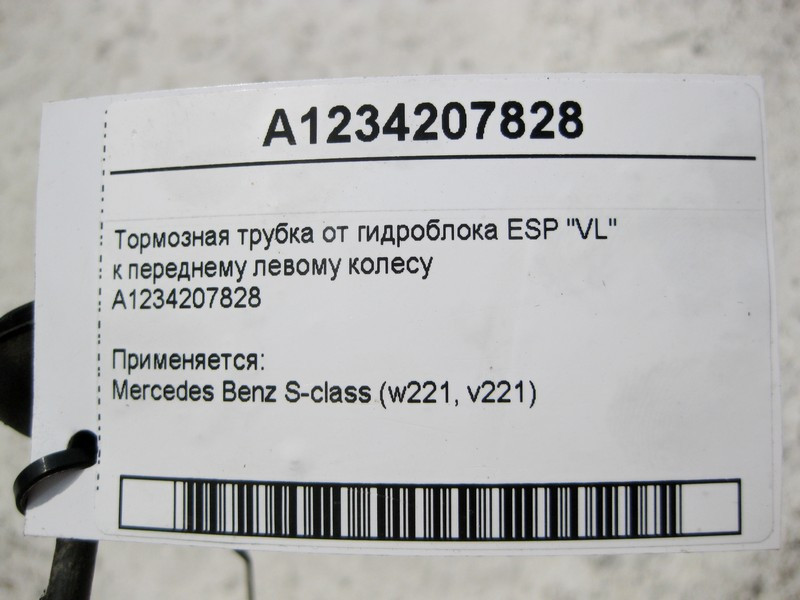 A1234207828
Тормозная трубка от гидроблока ESP "VL"
к переднему левому колесу
A1234207828
Применяется:
Mercedes Benz S-class (w221, v221)